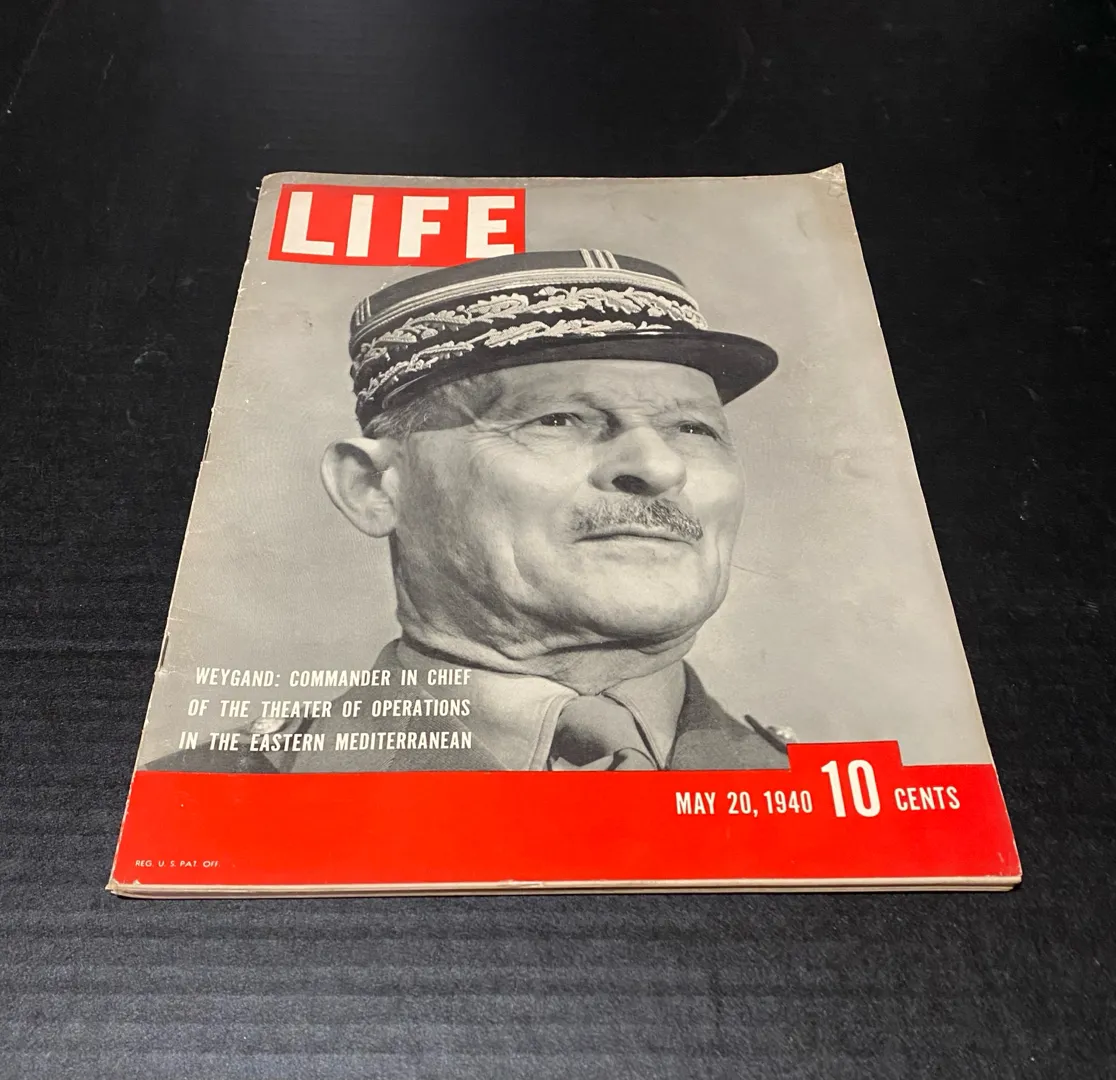 LIFE
WEYGAND: COMMANDER IN CHIEF
OF THE THEATER OF OPERATIONS
IN THE EASTERN MEDITERRANEAN
MAY 20, 1940 10 CENTS
REG. U. S. PAT. OFF.